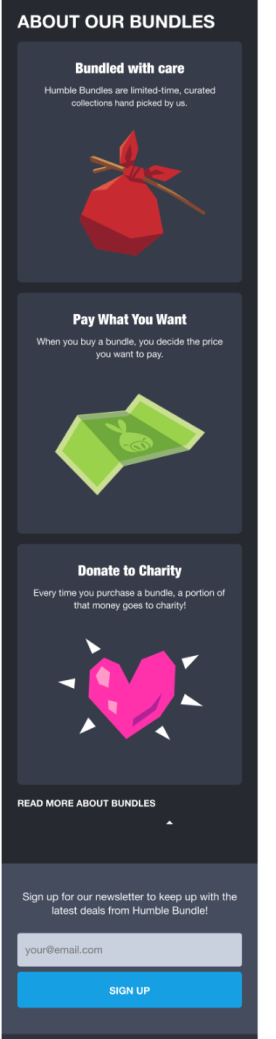 ABOUT OUR BUNDLES
Bundled with care
Humble Bundles are limited-time, curated
collections hand picked by us.
Pay What You Want
When you buy a bundle, you decide the price
you want to pay.
Donate to Charity
Every time you purchase a bundle, a portion of
that money goes to charity!
READ MORE ABOUT BUNDLES
Sign up for our newsletter to keep up with the
latest deals from Humble Bundle!
your@email.com
SIGN UP